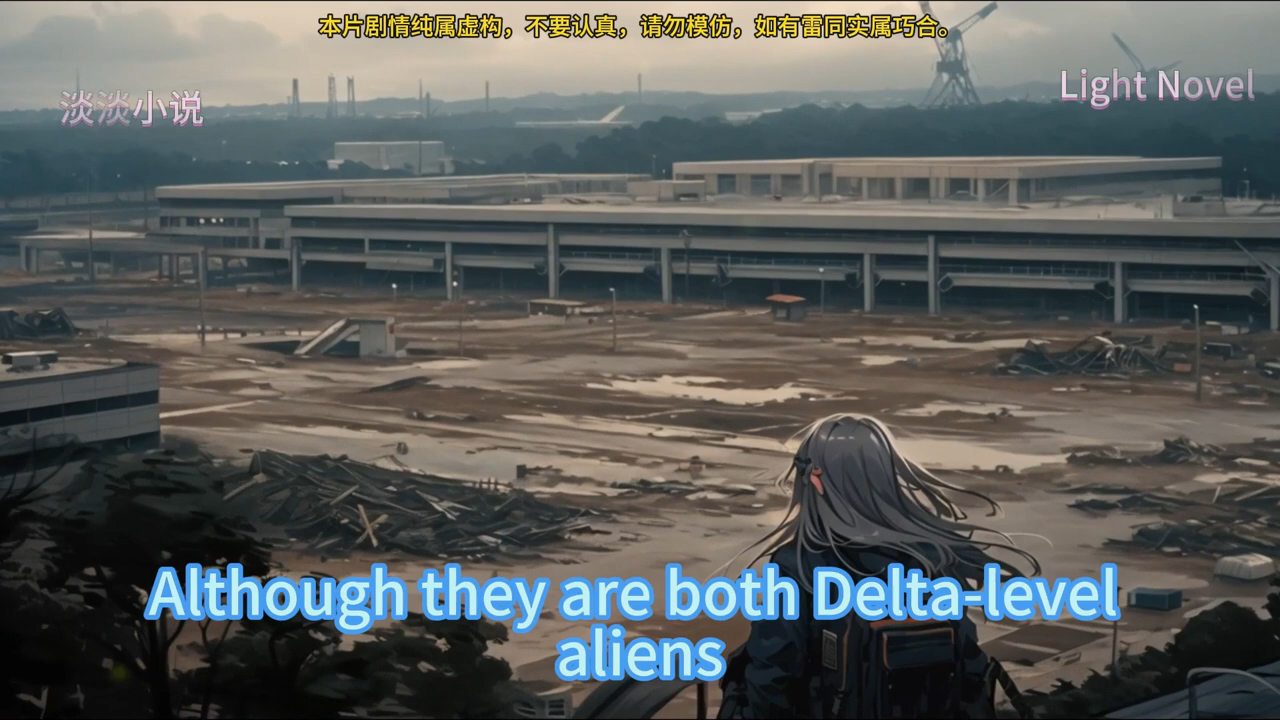 本片剧情纯属虚构，不要认真，请勿模仿，如有雷同实属巧合。
淡淡小说
Light Novel
Although they are both Delta-level
aliens